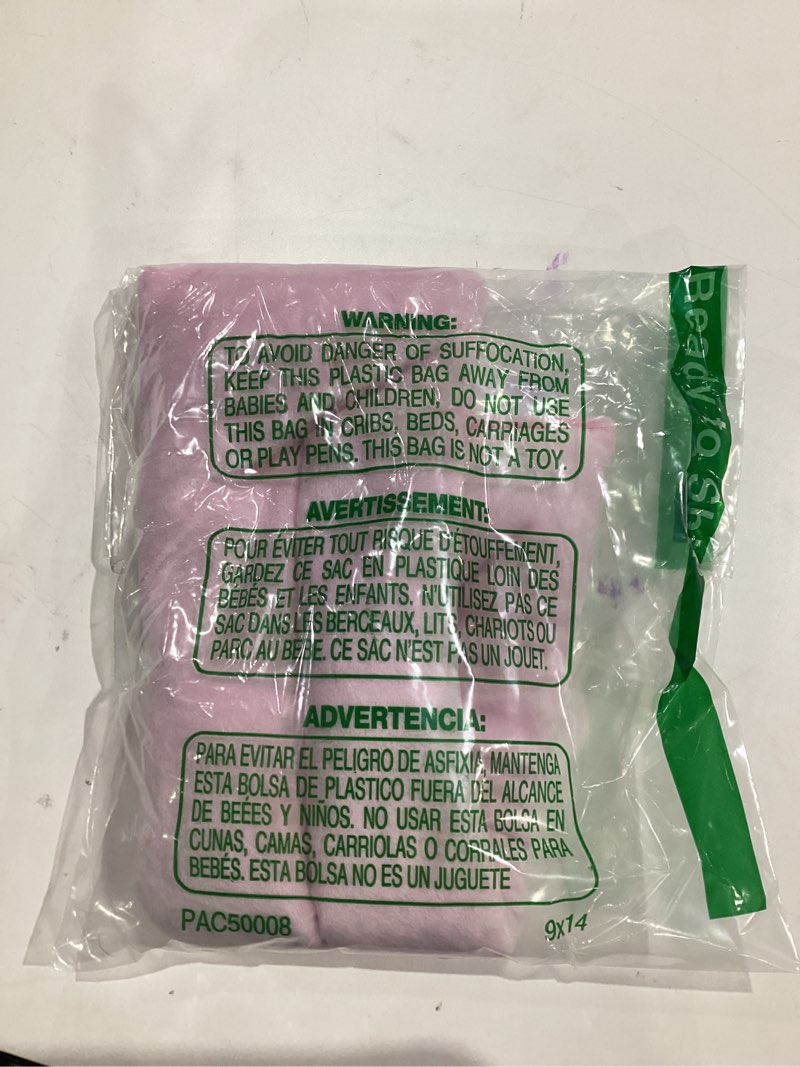 WARNING:
TO AVOID DANGER OF SUFFOCATION,
KEEP THIS PLASTIC BAG AWAY FROM
BABIES AND CHILDREN, DO NOT USE
THIS BAG IN CRIBS, BEDS, CARRIAGES
OR PLAY PENS. THIS BAG IS NOT A TOY.
AVERTISSEMENT:
POUR ÉVITER TOUT RISQUE D'ÉTOUFFEMENT,
GARDEZ CE SAC EN PLASTIQUE LOIN DES
BÉBÉS ET LES ENFANTS. N'UTILISEZ PAS CE
SAC DANS LES BERCEAUX, LITS, CHARIOTS OU
PARC AU BÉBÉ. CE SAC N'EST PAS UN JOUET.
ADVERTENCIA:
PARA EVITAR EL PELIGRO DE ASFIXIA, MANTENGA
ESTA BOLSA DE PLASTICO FUERA DEL ALCANCE
DE BEÉES Y NIÑOS. NO USAR ESTA BOLSA EN
CUNAS, CAMAS, CARRIOLAS O CORRALES PARA
BEBÉS. ESTA BOLSA NO ES UN JUGUETE
PAC50008
9x14
Ready to Sh